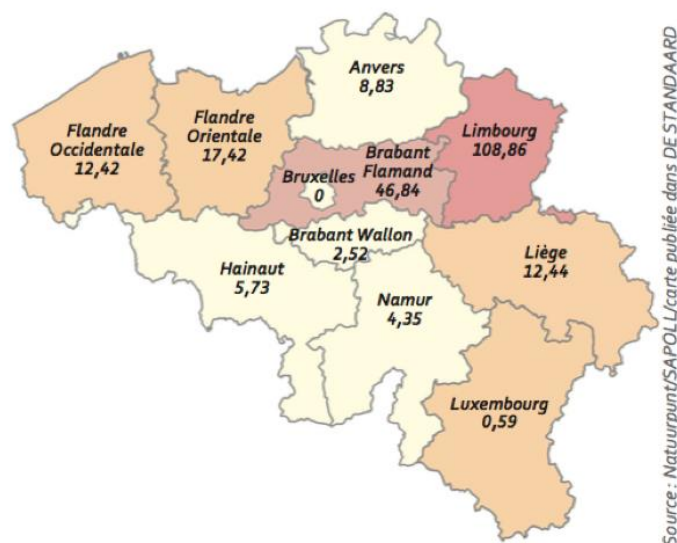 Anvers
8,83
Flandre
Occidentale
12,42
Flandre
Orientale
17,42
Limbourg
108,86
Brabant
Flamand
46,84
Bruxelles
0
Brabant Wallon
2,52
Hainaut
5,73
Liège
12,44
Namur
4,35
Luxembourg
0,59
Source : Natuurpunt/SAPOLL/carte publiée dans DE STANDAARD